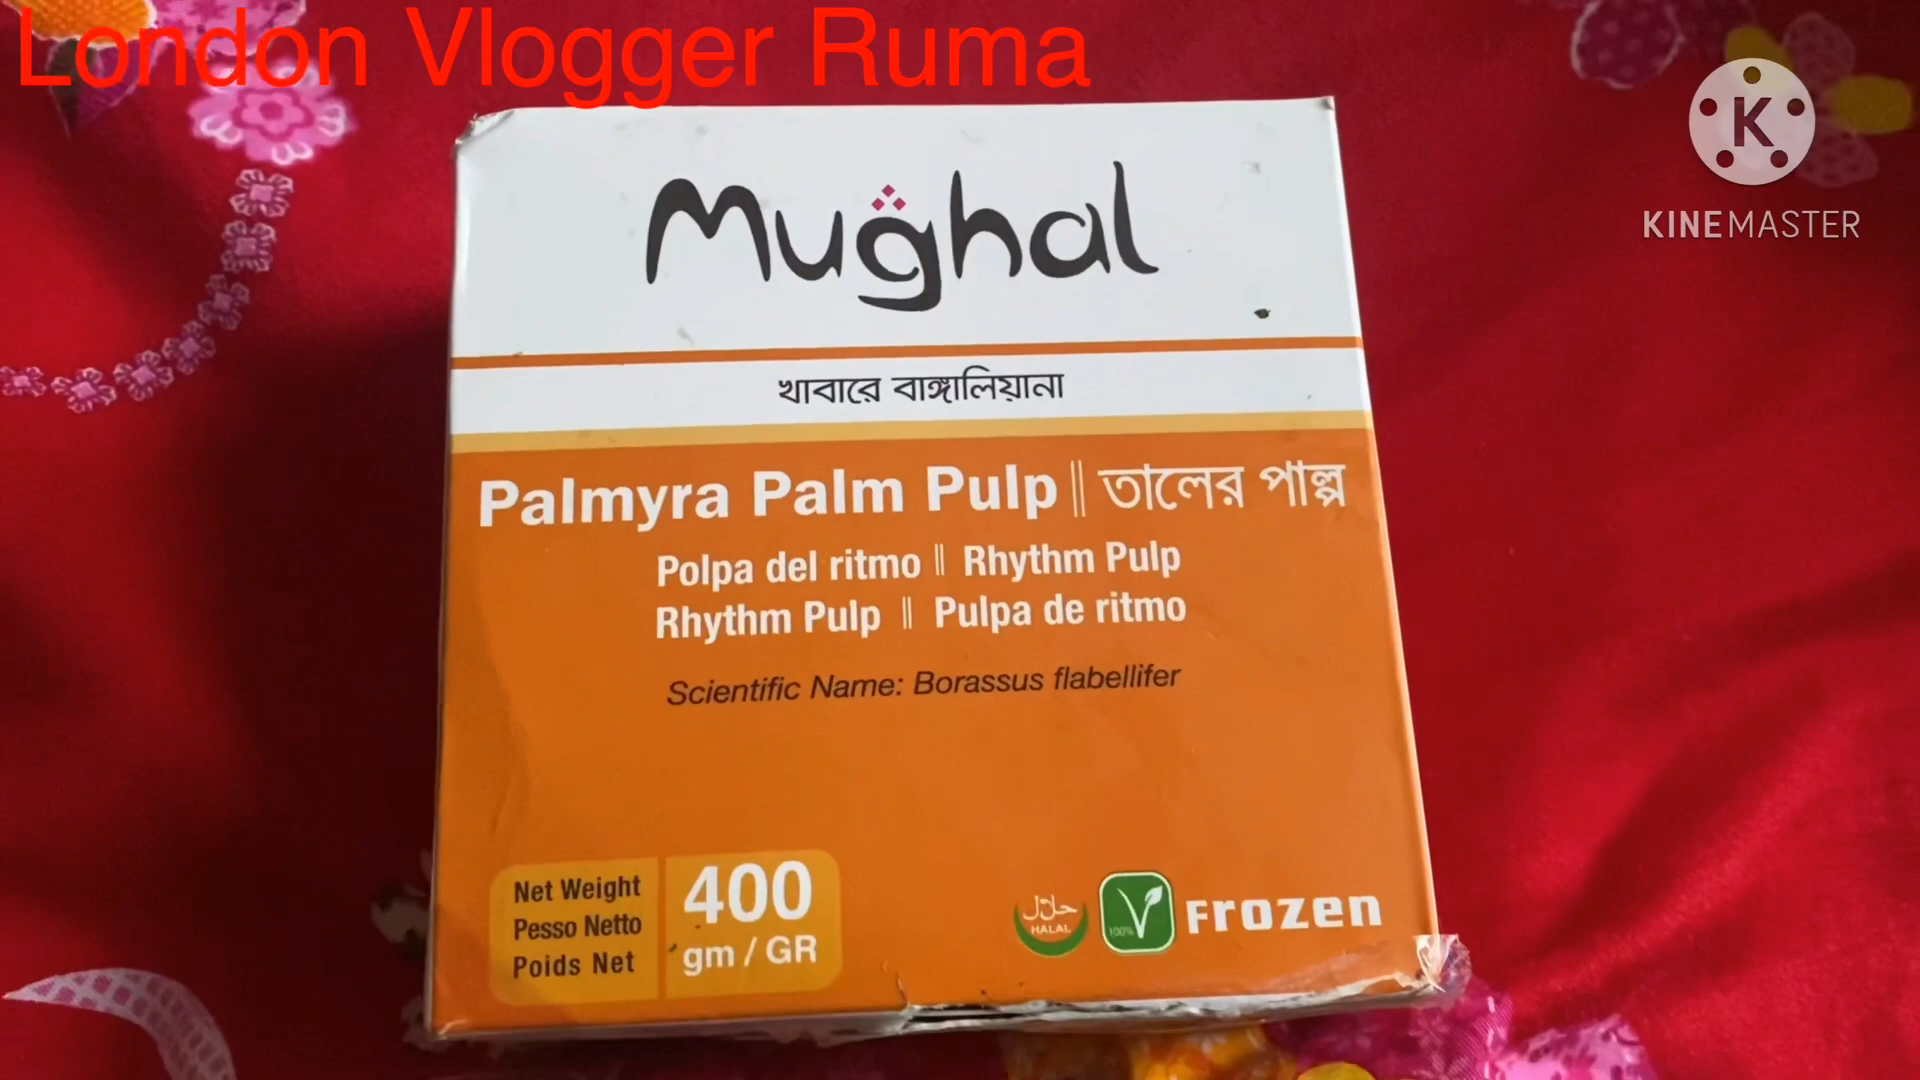 London Vlogger Ruma
K
KINEMASTER
Mughal
খাবারে বাঙ্গালিয়ানা
Palmyra Palm Pulp || তালের পাল্প
Polpa del ritmo || Rhythm Pulp
Rhythm Pulp || Pulpa de ritmo
Scientific Name: Borassus flabellifer
Net Weight
Pesso Netto
Poids Net
400
gm / GR
حلال
HALAL
100%
V
Frozen